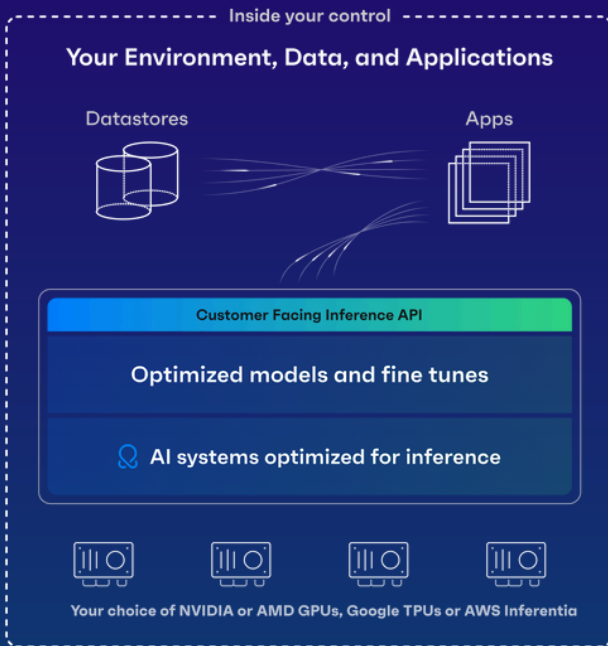 Inside your control
Your Environment, Data, and Applications
Datastores
Apps
Customer Facing Inference API
Optimized models and fine tunes
AI systems optimized for inference
Your choice of NVIDIA or AMD GPUs, Google TPUs or AWS Inferentia